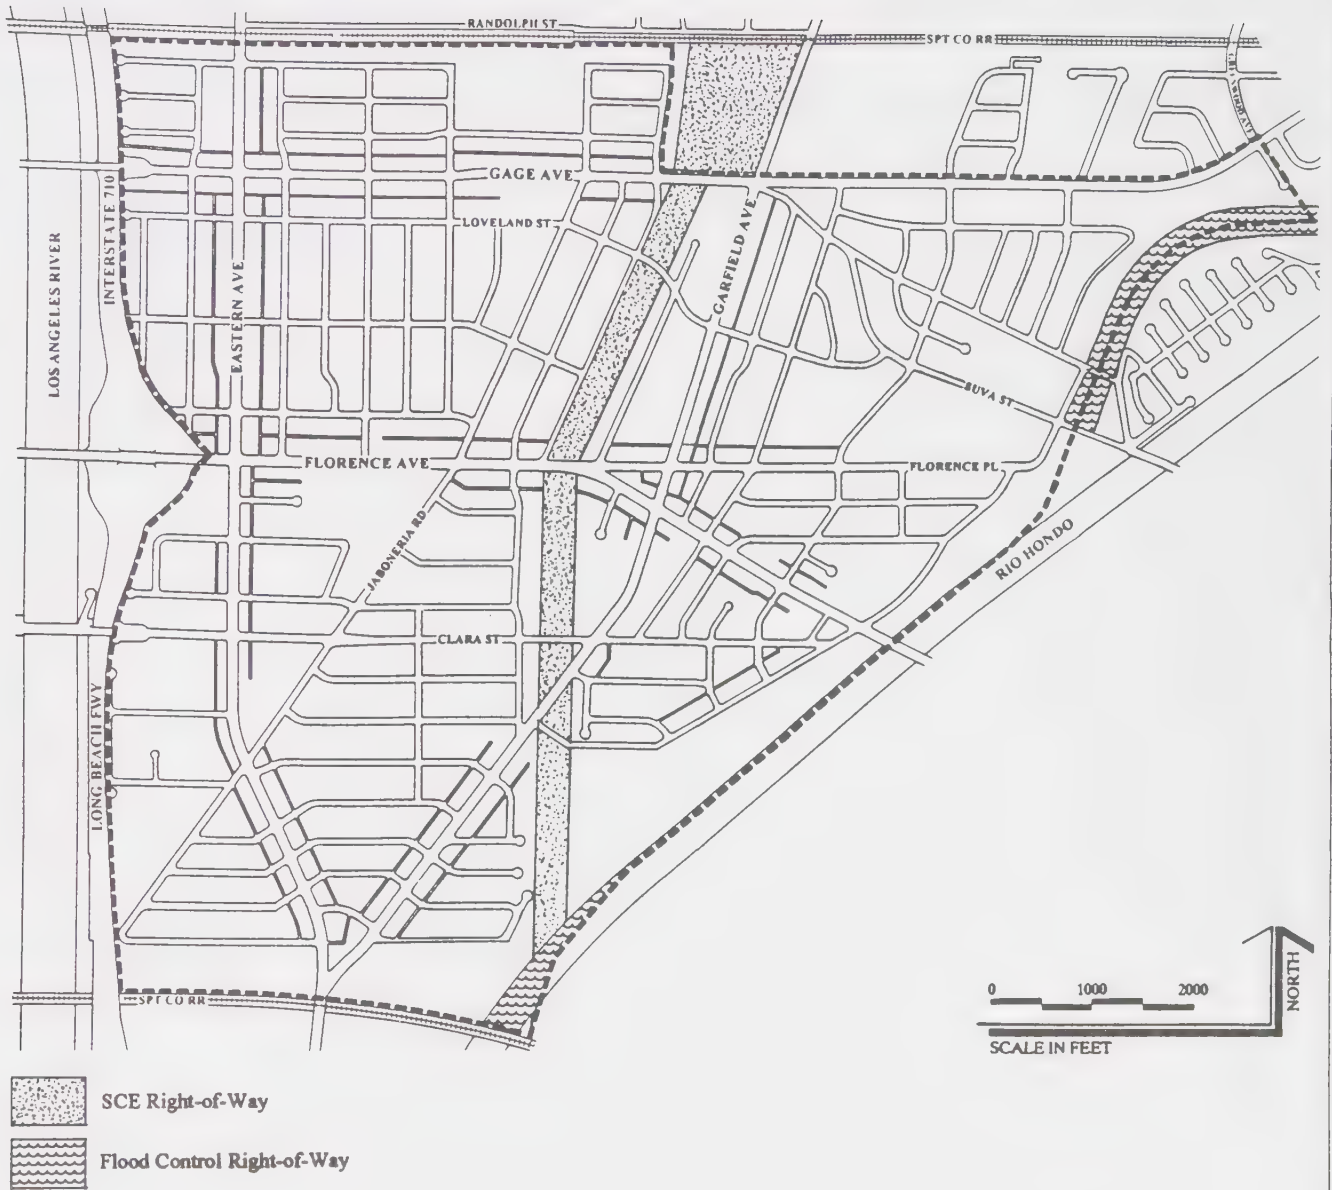 RANDOLPH ST
SPT CO RR
GAGE AVE
LOVELAND ST
GARFIELD AVE
INTERSTATE 710
LOS ANGELES RIVER
EASTERN AVE
SUVA ST
FLORENCE AVE
FLORENCE PL
JABONERIA RD
RIO HONDO
CLARA ST
LONG BEACH FWY
SPT CO RR
0 1000 2000
SCALE IN FEET
NORTH
SCE Right-of-Way
Flood Control Right-of-Way